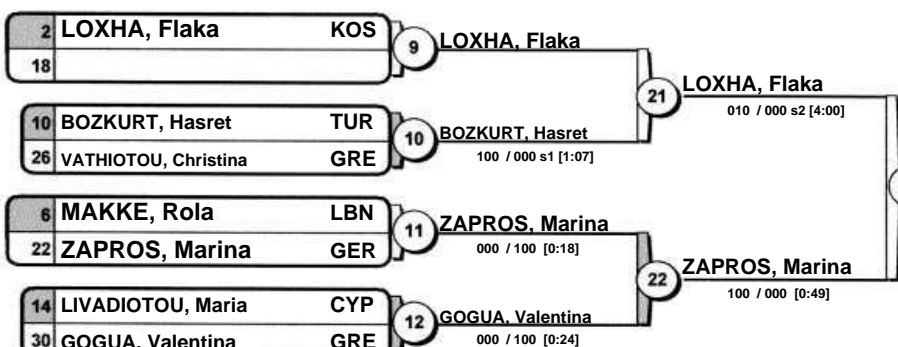 2 LOXHA, Flaka KOS
18
9 LOXHA, Flaka
10 BOZKURT, Hasret TUR
26 VATHIOTOU, Christina GRE
10 BOZKURT, Hasret
100 / 000 s1 [1:07]
21 LOXHA, Flaka
010 / 000 s2 [4:00]
6 MAKKE, Rola LBN
22 ZAPROS, Marina GER
11 ZAPROS, Marina
000 / 100 [0:18]
14 LIVADIOTOU, Maria CYP
30 GOGUA, Valentina GRE
12 GOGUA, Valentina
000 / 100 [0:24]
22 ZAPROS, Marina
100 / 000 [0:49]